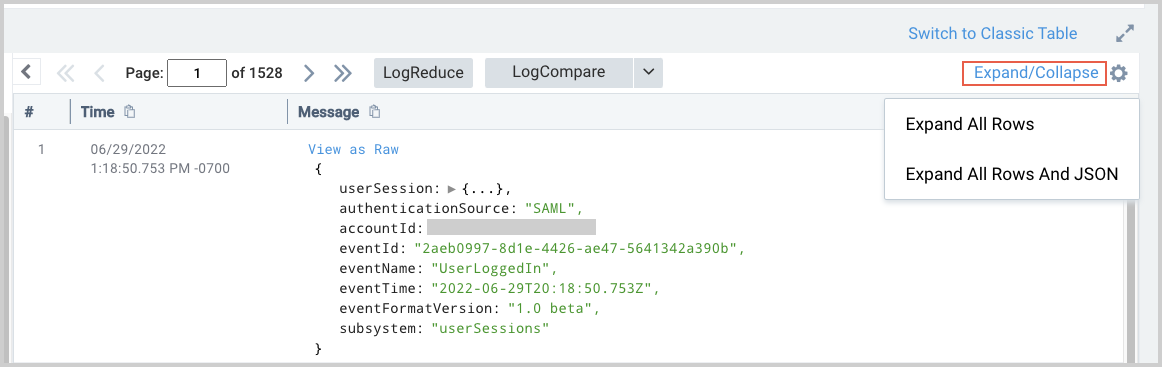 Switch to Classic Table
Page: 1 of 1528 LogReduce LogCompare Expand/Collapse
# Time Message
Expand All Rows
Expand All Rows And JSON
1 06/29/2022 View as Raw
1:18:50.753 PM -0700 {
userSession: ▶ {...},
authenticationSource: "SAML",
accountId:
eventId: "2aeb0997-8d1e-4426-ae47-5641342a390b",
eventName: "UserLoggedIn",
eventTime: "2022-06-29T20:18:50.753Z",
eventFormatVersion: "1.0 beta",
subsystem: "userSessions"
}